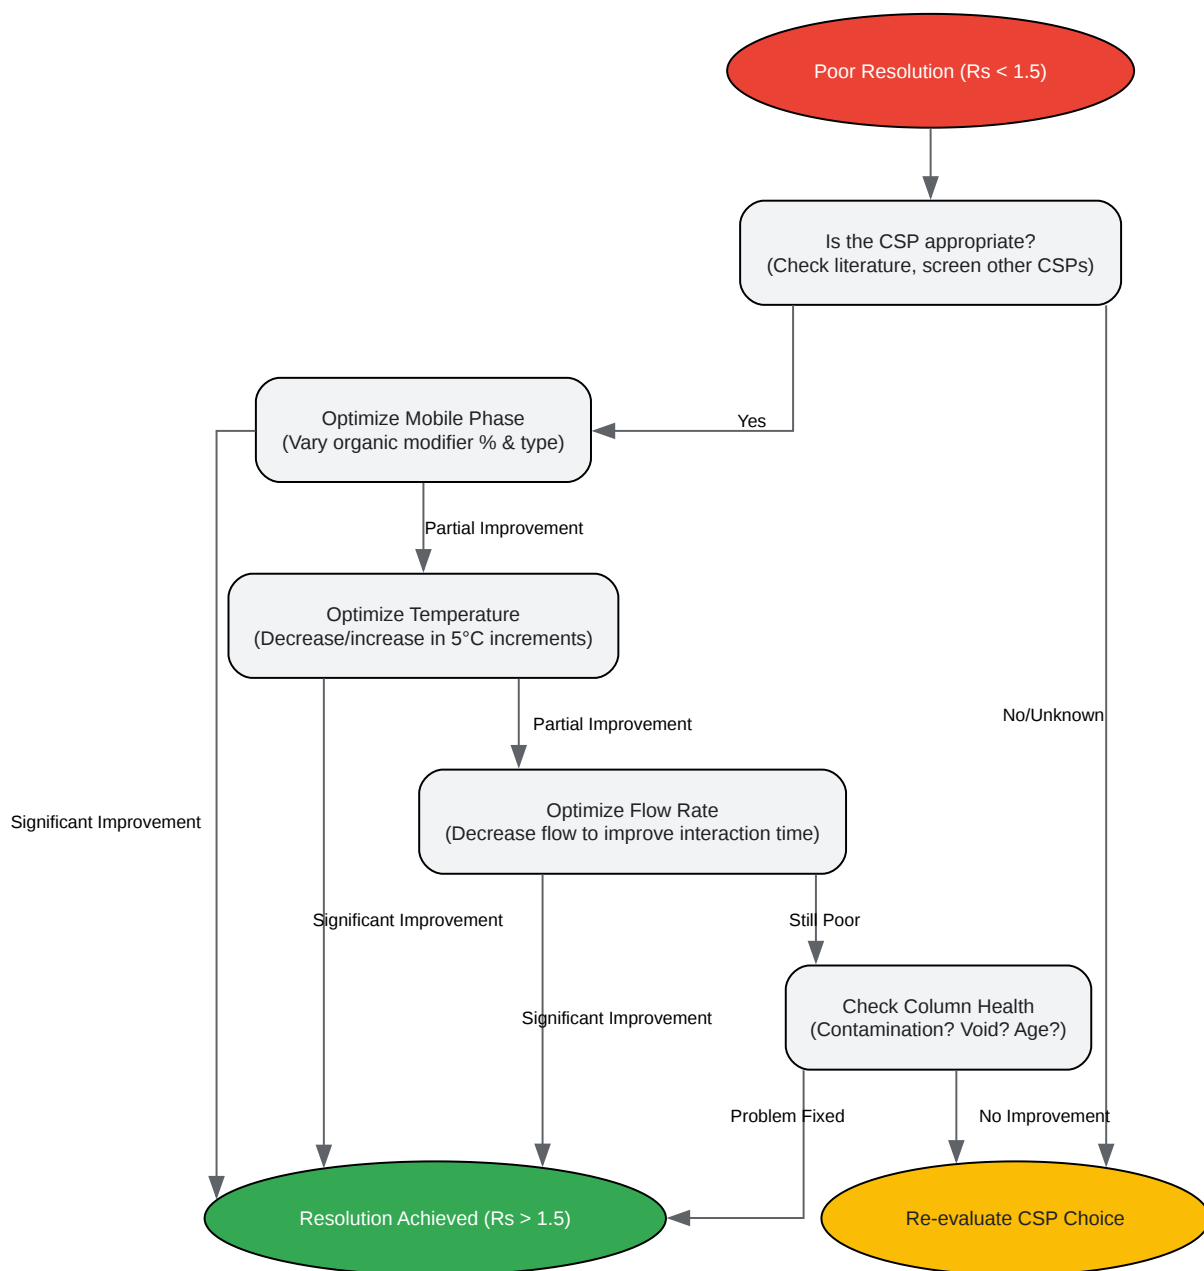 Poor Resolution (Rs < 1.5)
Is the CSP appropriate?
(Check literature, screen other CSPs)
Yes
Optimize Mobile Phase
(Vary organic modifier % & type)
Partial Improvement
Optimize Temperature
(Decrease/increase in 5°C increments)
Partial Improvement
No/Unknown
Optimize Flow Rate
(Decrease flow to improve interaction time)
Significant Improvement
Significant Improvement
Still Poor
Check Column Health
(Contamination? Void? Age?)
Significant Improvement
Problem Fixed
No Improvement
Resolution Achieved (Rs > 1.5)
Re-evaluate CSP Choice